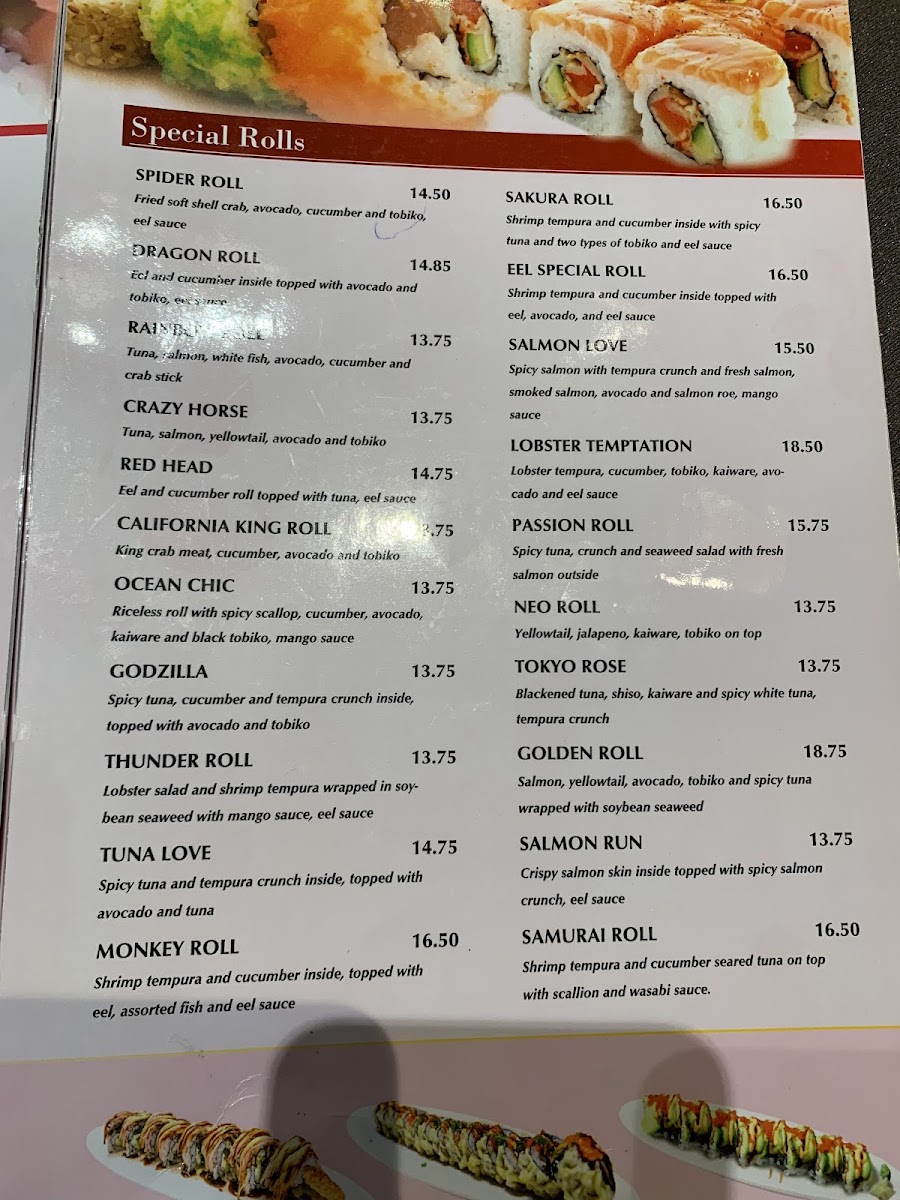 Special Rolls
SPIDER ROLL 14.50
Fried soft shell crab, avocado, cucumber and tobiko,
eel sauce
DRAGON ROLL 14.85
Eel and cucumber inside topped with avocado and
tobiko, eel sauce
RAINBOW ROLL 13.75
Tuna, salmon, white fish, avocado, cucumber and
crab stick
CRAZY HORSE 13.75
Tuna, salmon, yellowtail, avocado and tobiko
RED HEAD 14.75
Eel and cucumber roll topped with tuna, eel sauce
CALIFORNIA KING ROLL
King crab meat, cucumber, avocado and tobiko
OCEAN CHIC 13.75
Riceless roll with spicy scallop, cucumber, avocado,
kaiware and black tobiko, mango sauce
GODZILLA 13.75
Spicy tuna, cucumber and tempura crunch inside,
topped with avocado and tobiko
THUNDER ROLL 13.75
Lobster salad and shrimp tempura wrapped in soy-
bean seaweed with mango sauce, eel sauce
TUNA LOVE 14.75
Spicy tuna and tempura crunch inside, topped with
avocado and tuna
MONKEY ROLL 16.50
Shrimp tempura and cucumber inside, topped with
eel, assorted fish and eel sauce
SAKURA ROLL 16.50
Shrimp tempura and cucumber inside with spicy
tuna and two types of tobiko and eel sauce
EEL SPECIAL ROLL 16.50
Shrimp tempura and cucumber inside topped with
eel, avocado, and eel sauce
SALMON LOVE 15.50
Spicy salmon with tempura crunch and fresh salmon,
smoked salmon, avocado and salmon roe, mango
sauce
LOBSTER TEMPTATION 18.50
Lobster tempura, cucumber, tobiko, kaiware, avo-
cado and eel sauce
PASSION ROLL 15.75
Spicy tuna, crunch and seaweed salad with fresh
salmon outside
NEO ROLL 13.75
Yellowtail, jalapeno, kaiware, tobiko on top
TOKYO ROSE 13.75
Blackened tuna, shiso, kaiware and spicy white tuna,
tempura crunch
GOLDEN ROLL 18.75
Salmon, yellowtail, avocado, tobiko and spicy tuna
wrapped with soybean seaweed
SALMON RUN 13.75
Crispy salmon skin inside topped with spicy salmon
crunch, eel sauce
SAMURAI ROLL 16.50
Shrimp tempura and cucumber seared tuna on top
with scallion and wasabi sauce.